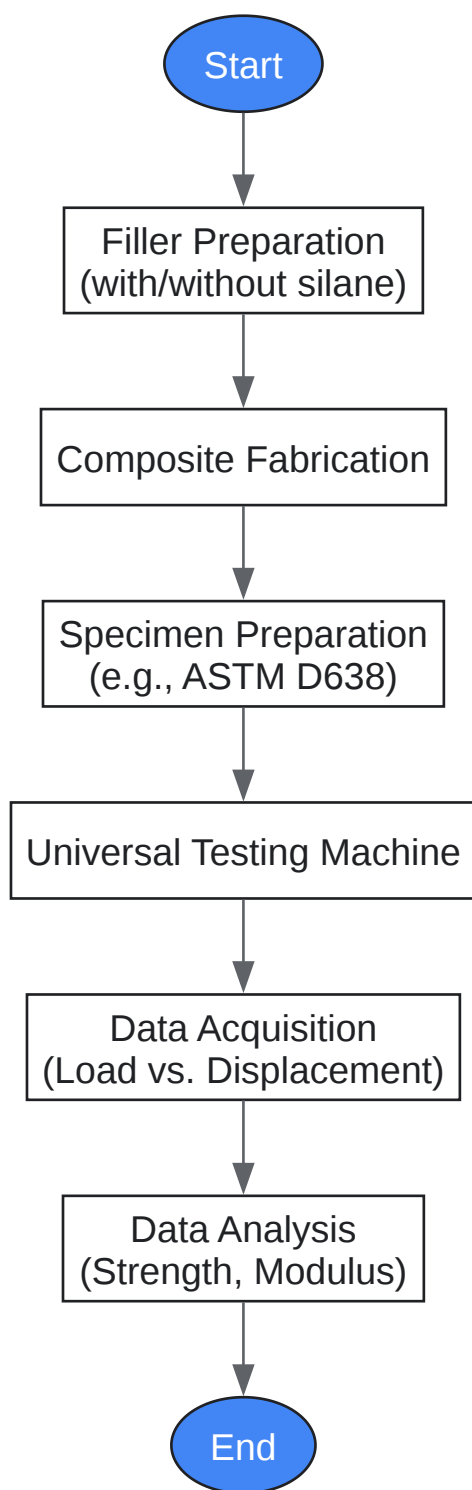 Start
Filler Preparation
(with/without silane)
Composite Fabrication
Specimen Preparation
(e.g., ASTM D638)
Universal Testing Machine
Data Acquisition
(Load vs. Displacement)
Data Analysis
(Strength, Modulus)
End